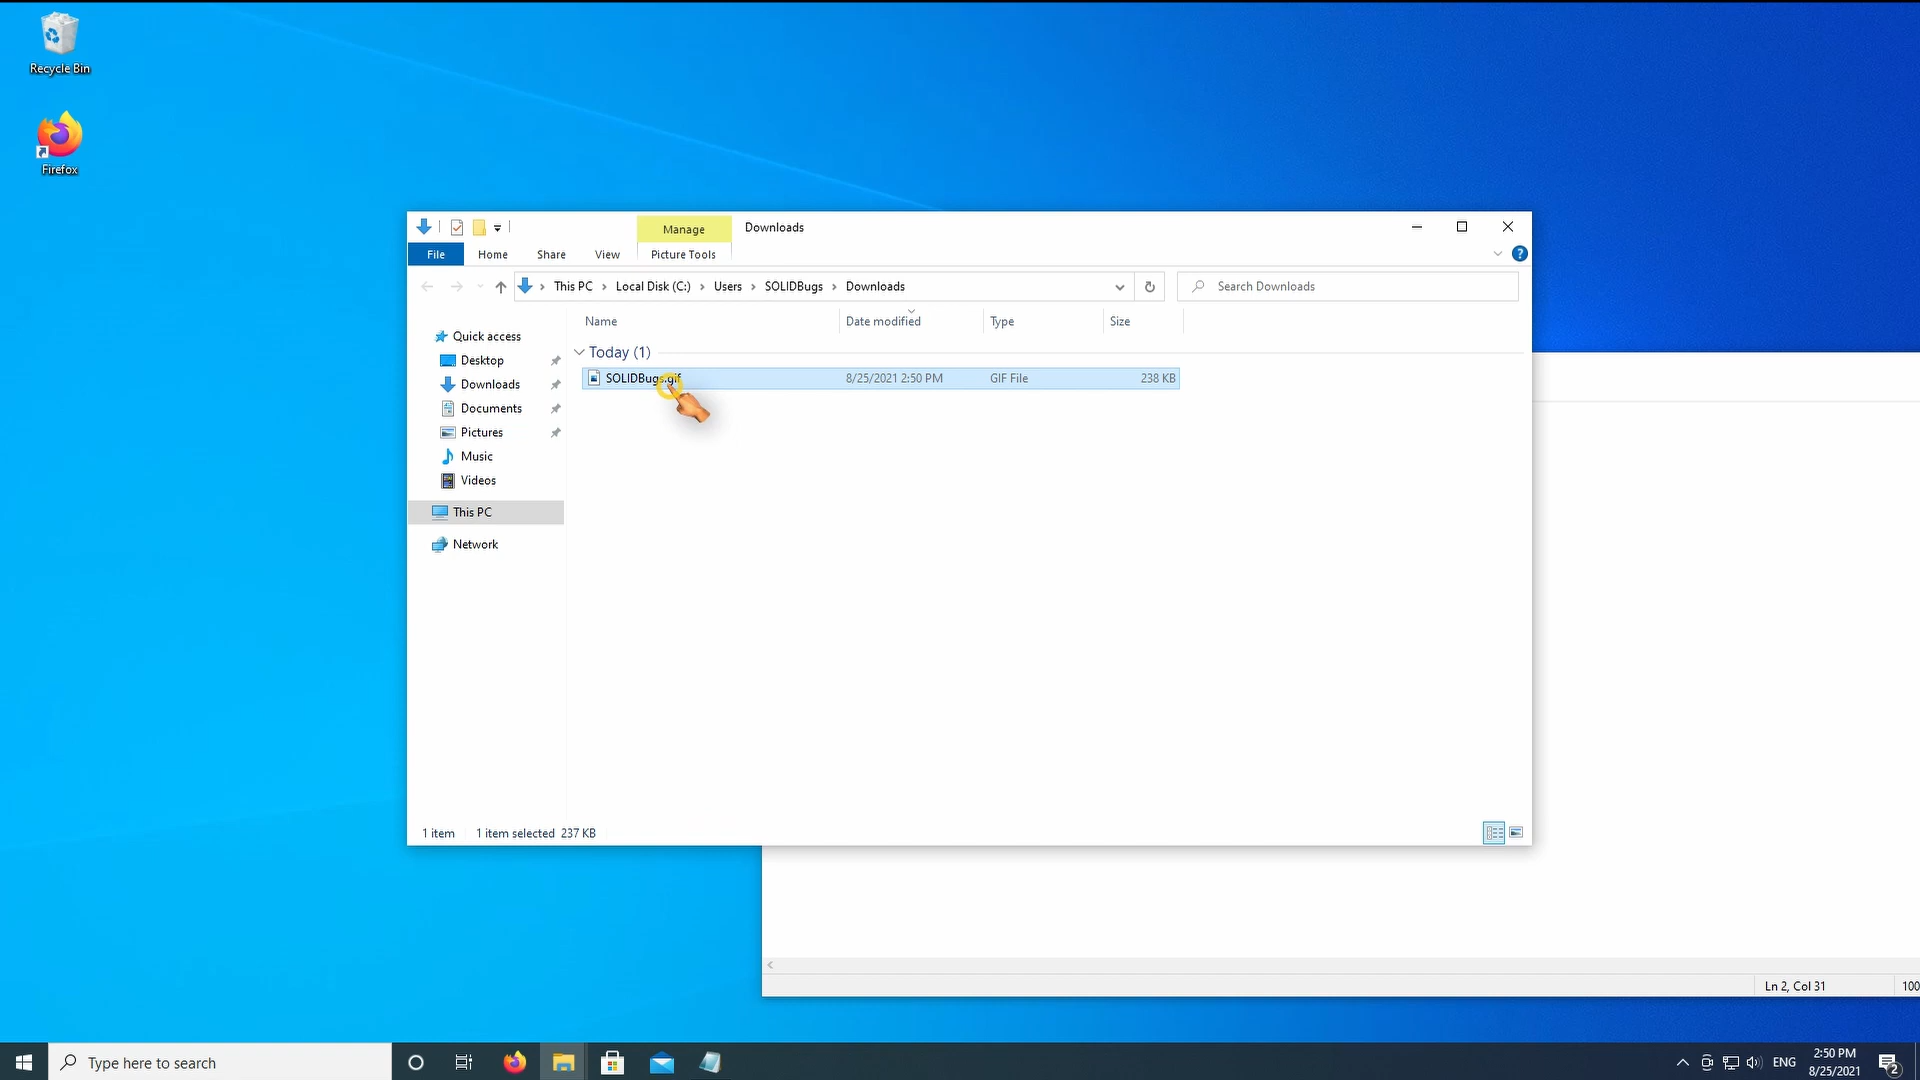 Recycle Bin
Firefox
Manage
Downloads
File Home Share View Picture Tools
This PC Local Disk (C:) Users SOLIDBugs Downloads
Search Downloads
Name Date modified Type Size
Quick access
Desktop
Downloads
Documents
Pictures
Music
Videos
This PC
Network
Today (1)
SOLIDBugs.gif 8/25/2021 2:50 PM GIF File 238 KB
1 item 1 item selected 237 KB
Ln 2, Col 31 100
Type here to search
ENG
2:50 PM
8/25/2021
2